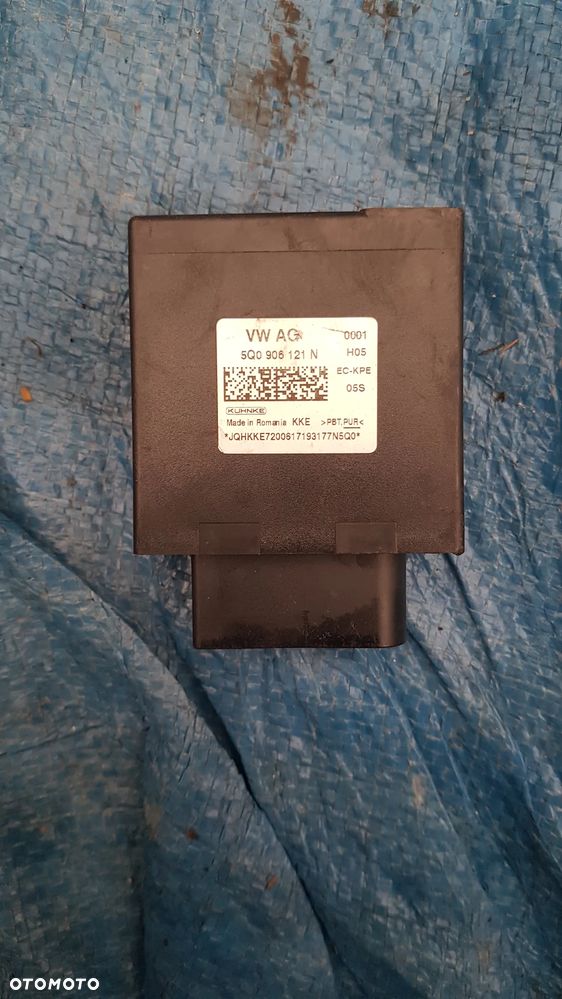 VW AG 0001
5Q0 906 121 N H05
EC-KPE
05S
KUHNKE
Made in Romania KKE >PBT,PUR<
*JQHKKE7200617193177N5Q0*
OTOMOTO